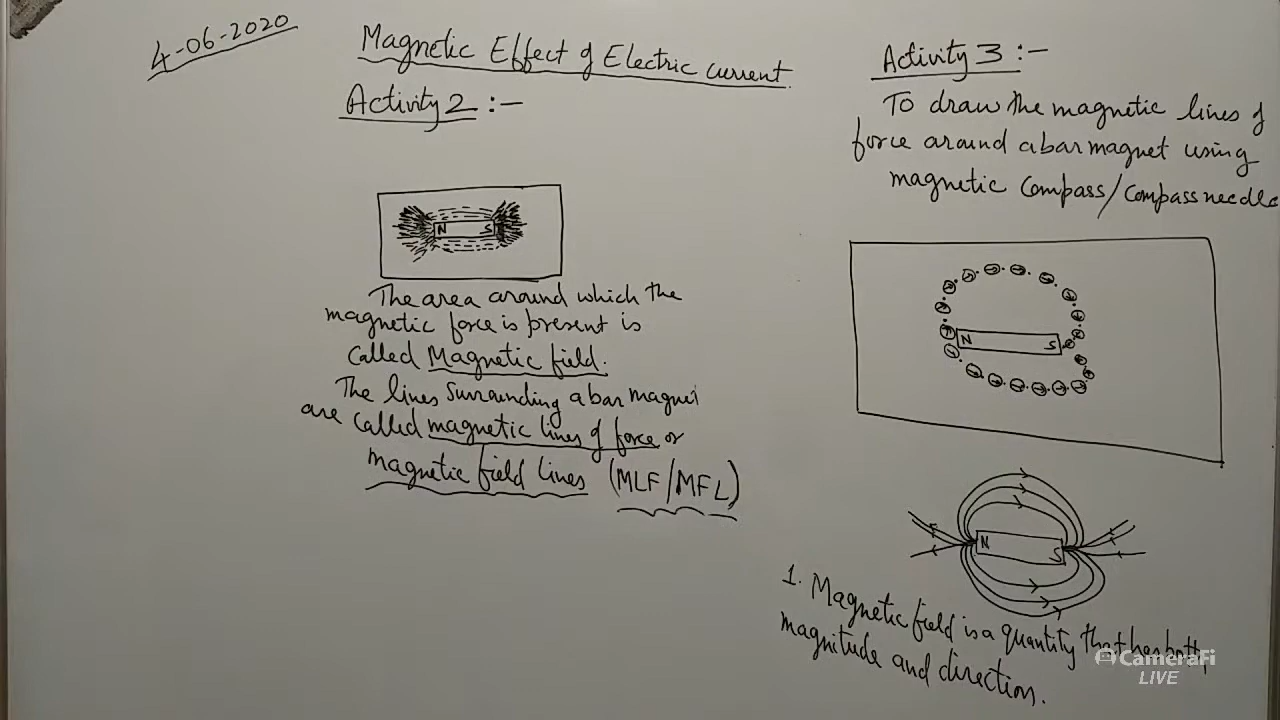 4-06-2020
Magnetic Effect of Electric current
Activity 2 :-
N S
The area around which the
magnetic force is present is
called Magnetic field.
The lines surrounding a bar magnet
are called magnetic lines of force or
magnetic field lines (MLF/MFL)
Activity 3 :-
To draw the magnetic lines of
force around a bar magnet using
magnetic Compass/Compass needle
N S
N S
1. Magnetic field is a quantity that has both
magnitude and direction.
CameraFi
LIVE